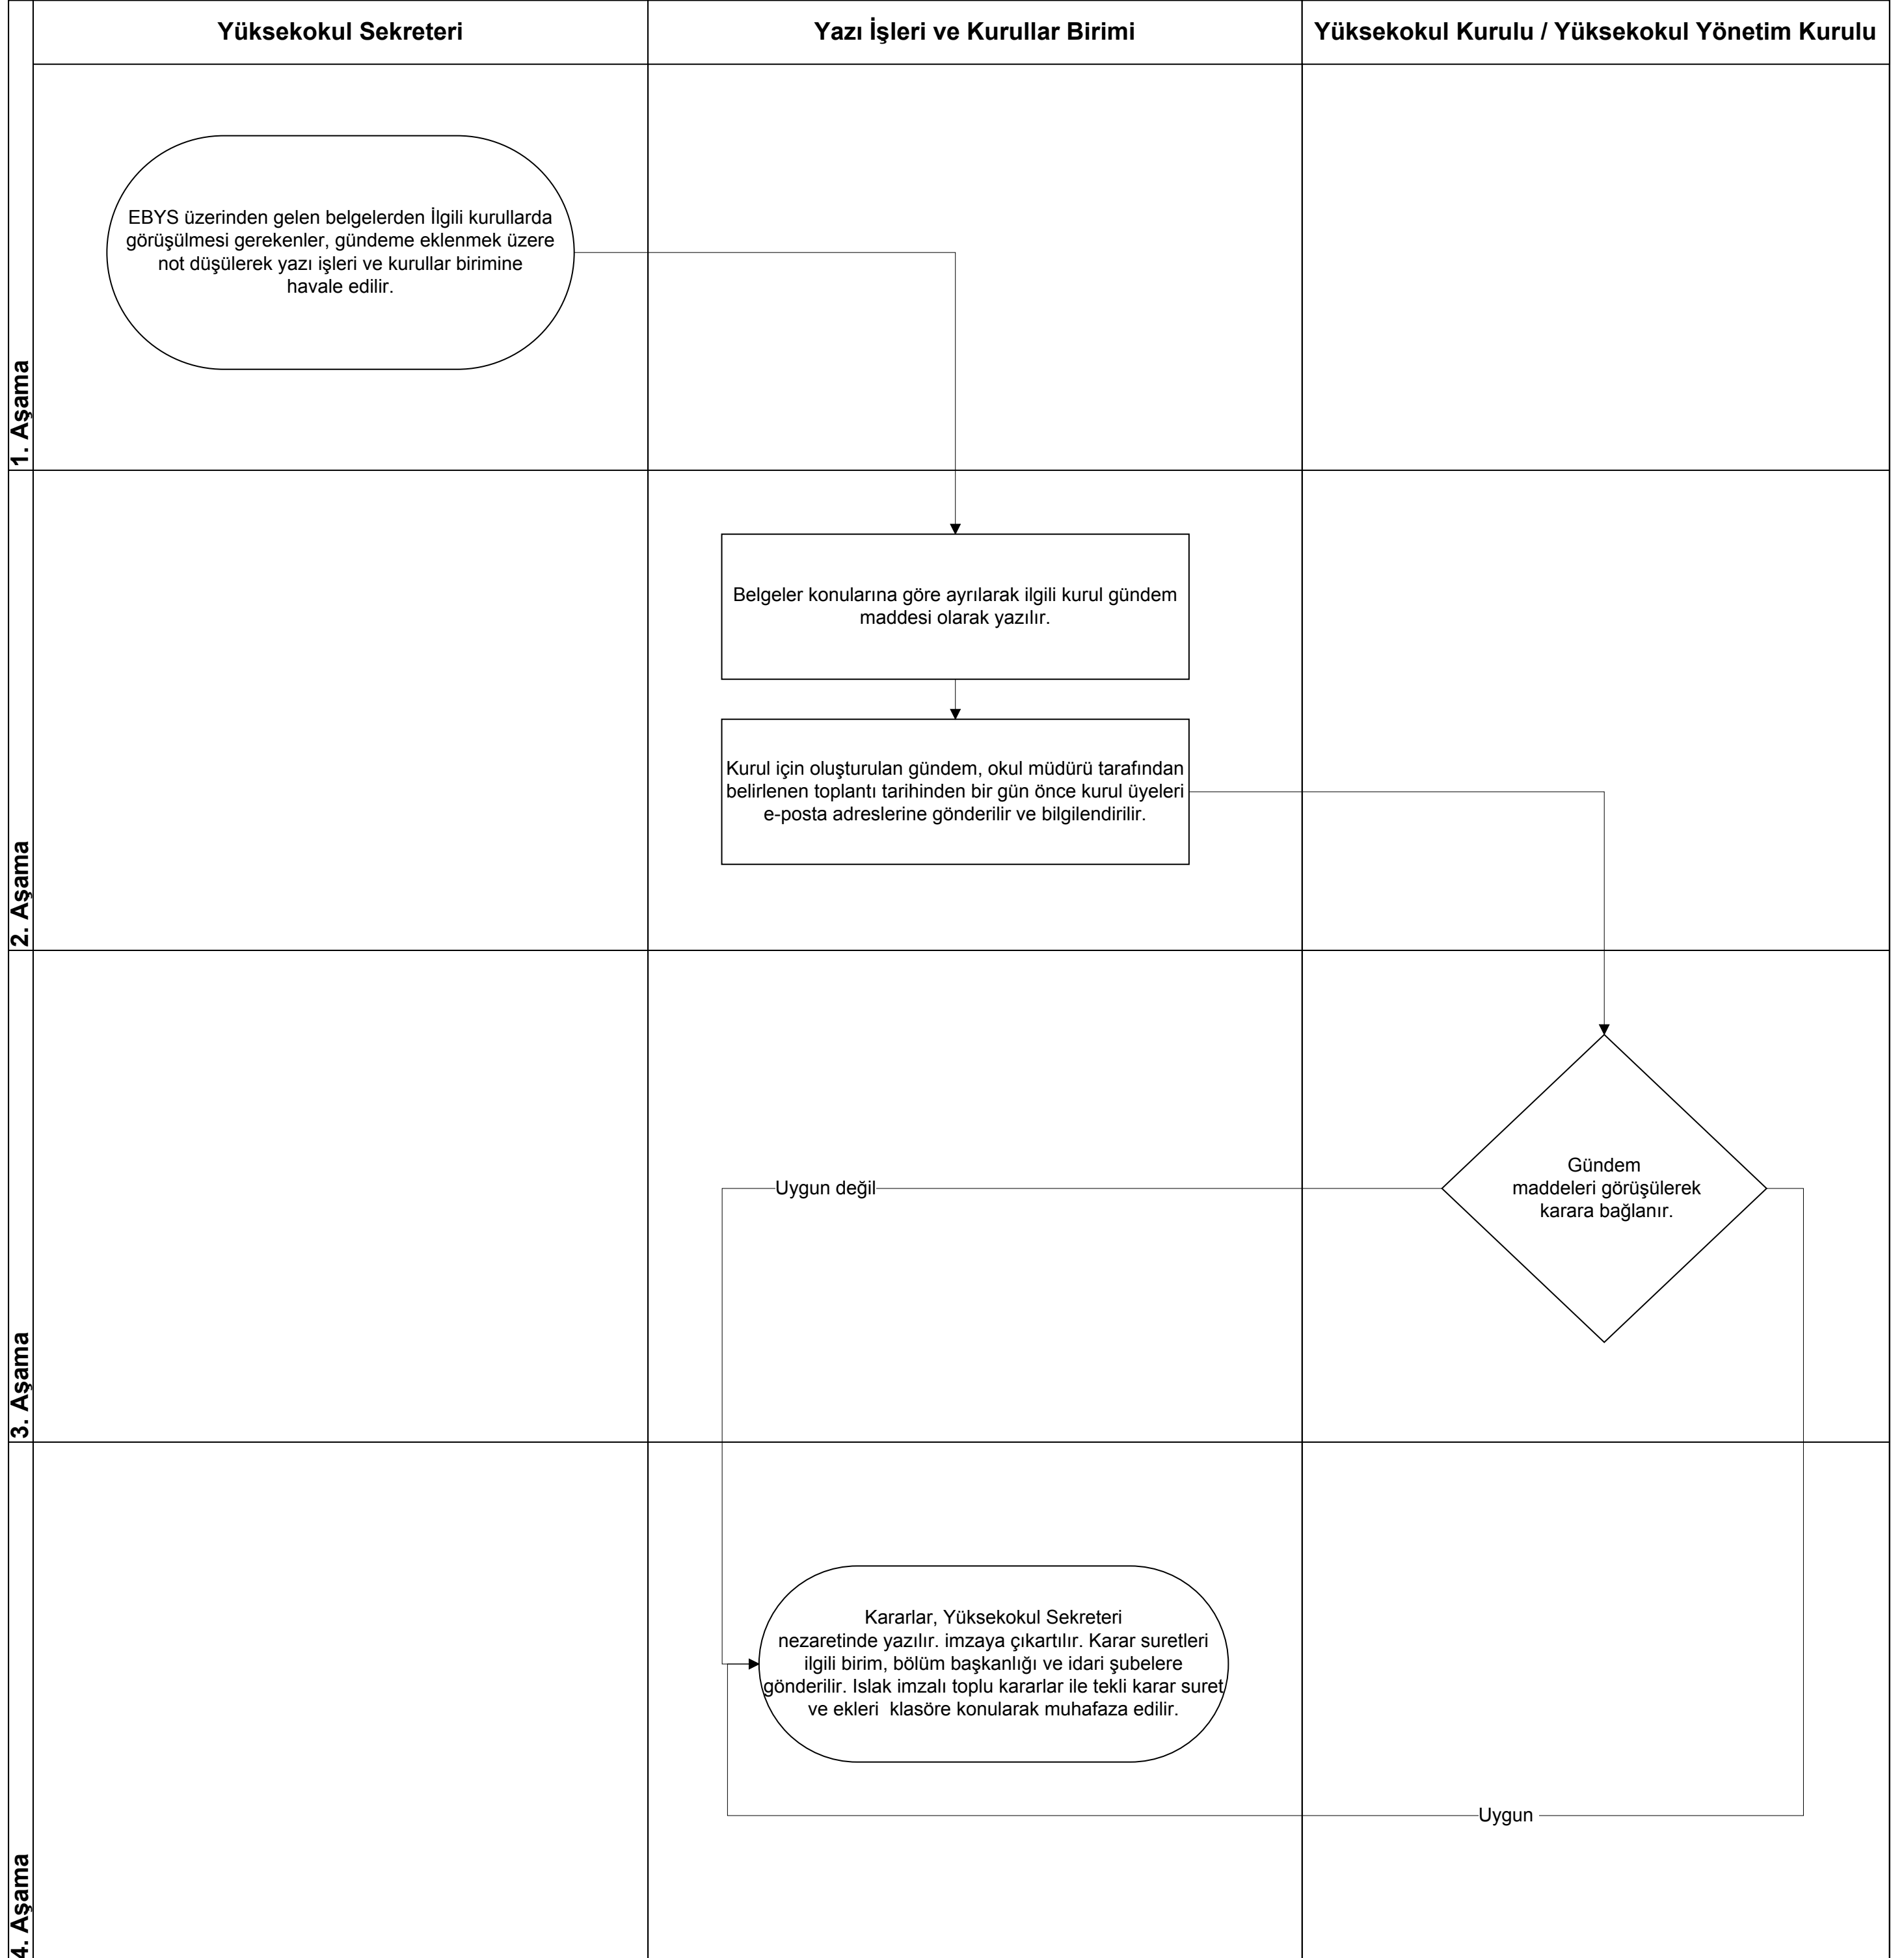 Yüksekokul Sekreteri
Yazı İşleri ve Kurullar Birimi
Yüksekokul Kurulu / Yüksekokul Yönetim Kurulu
1. Aşama
EBYS üzerinden gelen belgelerden İlgili kurullarda
görüşülmesi gerekenler, gündeme eklenmek üzere
not düşülerek yazı işleri ve kurullar birimine
havale edilir.
2. Aşama
Belgeler konularına göre ayrılarak ilgili kurul gündem
maddesi olarak yazılır.
Kurul için oluşturulan gündem, okul müdürü tarafından
belirlenen toplantı tarihinden bir gün önce kurul üyeleri
e-posta adreslerine gönderilir ve bilgilendirilir.
3. Aşama
Gündem
maddeleri görüşülerek
karara bağlanır.
Uygun değil
4. Aşama
Kararlar, Yüksekokul Sekreteri
nezaretinde yazılır. imzaya çıkartılır. Karar suretleri
ilgili birim, bölüm başkanlığı ve idari şubelere
gönderilir. Islak imzalı toplu kararlar ile tekli karar suret
ve ekleri  klasöre konularak muhafaza edilir.
Uygun